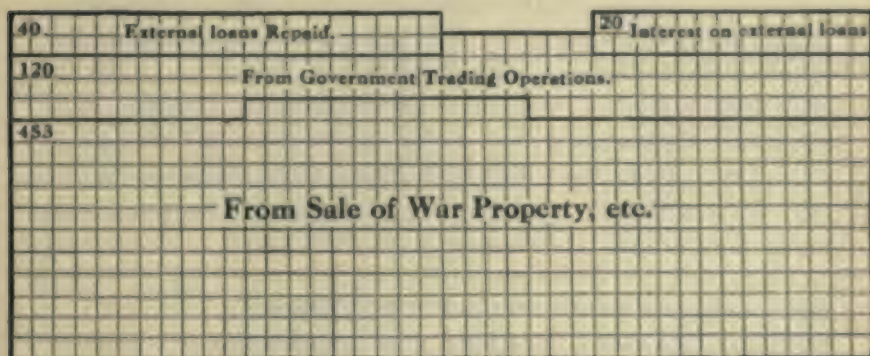 40 External loans Repaid. 20 Interest on external loans
120 From Government Trading Operations.
453
From Sale of War Property, etc.